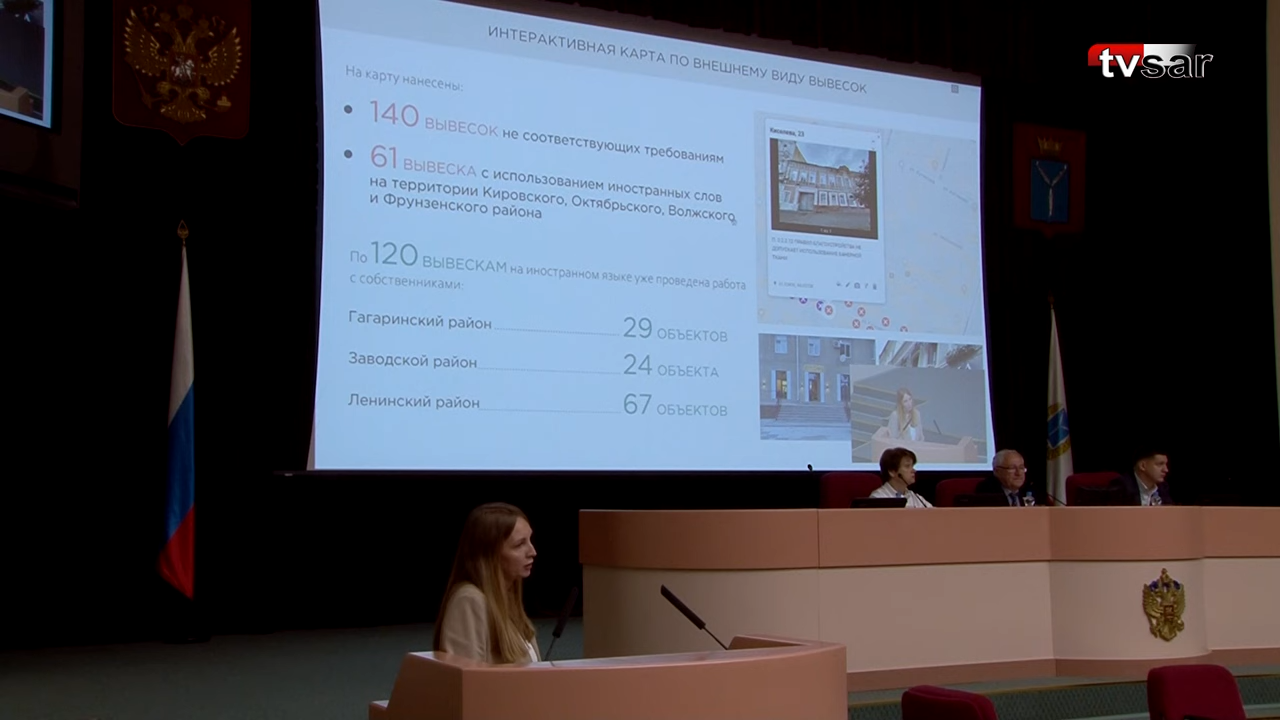 tvsar
ИНТЕРАКТИВНАЯ КАРТА ПО ВНЕШНЕМУ ВИДУ ВЫВЕСОК
На карту нанесены:
140 ВЫВЕСОК не соответствующих требованиям
61 ВЫВЕСКА с использованием иностранных слов
на территории Кировского, Октябрьского, Волжского
и Фрунзенского района
По 120 ВЫВЕСКАМ на иностранном языке уже проведена работа
с собственниками:
Гагаринский район 29 ОБЪЕКТОВ
Заводской район 24 ОБЪЕКТА
Ленинский район 67 ОБЪЕКТОВ